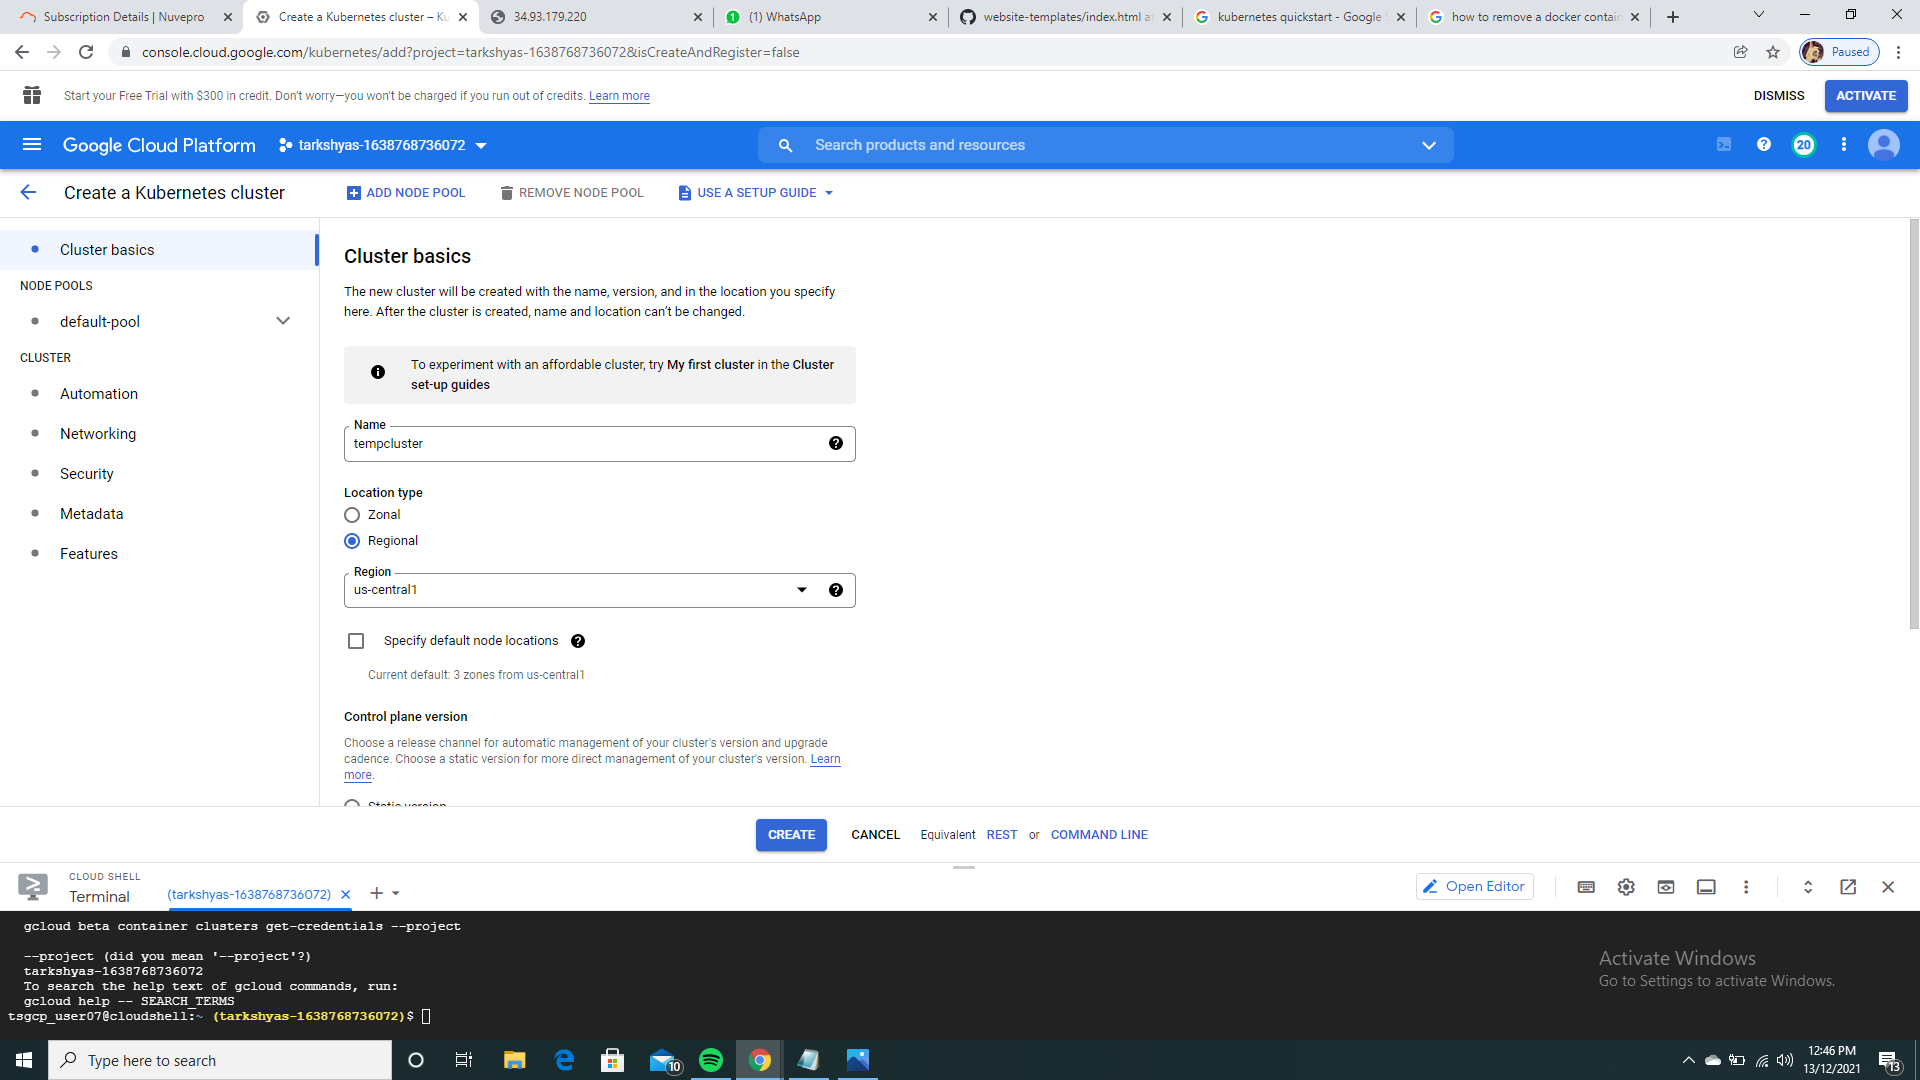 Subscription Details | Nuvepro
Create a Kubernetes cluster – Ku
34.93.179.220
(1) WhatsApp
website-templates/index.html at
kubernetes quickstart - Google S
how to remove a docker contain
console.cloud.google.com/kubernetes/add?project=tarkshyas-1638768736072&isCreateAndRegister=false
Paused
Start your Free Trial with $300 in credit. Don't worry—you won't be charged if you run out of credits. Learn more
DISMISS
ACTIVATE
Google Cloud Platform
tarkshyas-1638768736072
Search products and resources
20
Create a Kubernetes cluster
ADD NODE POOL
REMOVE NODE POOL
USE A SETUP GUIDE
Cluster basics
NODE POOLS
default-pool
CLUSTER
Automation
Networking
Security
Metadata
Features
Cluster basics
The new cluster will be created with the name, version, and in the location you specify
here. After the cluster is created, name and location can't be changed.
To experiment with an affordable cluster, try My first cluster in the Cluster
set-up guides
Name
tempcluster
Location type
Zonal
Regional
Region
us-central1
Specify default node locations
Current default: 3 zones from us-central1
Control plane version
Choose a release channel for automatic management of your cluster's version and upgrade
cadence. Choose a static version for more direct management of your cluster's version. Learn
more.
Static version
CREATE
CANCEL
Equivalent REST or COMMAND LINE
CLOUD SHELL
Terminal
(tarkshyas-1638768736072)
Open Editor
gcloud beta container clusters get-credentials --project
--project (did you mean '--project'?)
tarkshyas-1638768736072
To search the help text of gcloud commands, run:
gcloud help -- SEARCH_TERMS
tsgcp_user07@cloudshell:~ (tarkshyas-1638768736072)$
Activate Windows
Go to Settings to activate Windows.
Type here to search
10
12:46 PM
13/12/2021
13